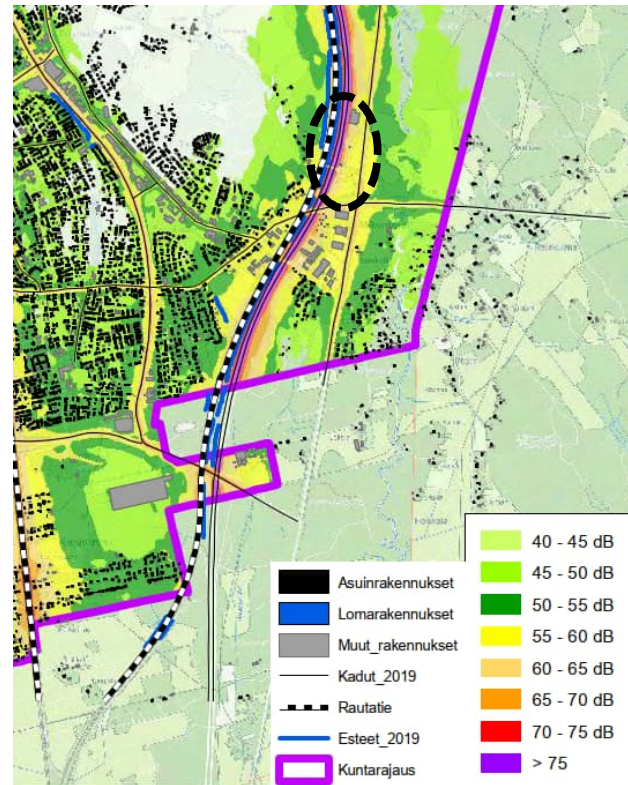 Asuinrakennukset
Lomarakennukset
Muut_rakennukset
Kadut_2019
Rautatie
Esteet_2019
Kuntarajaus
40 - 45 dB
45 - 50 dB
50 - 55 dB
55 - 60 dB
60 - 65 dB
65 - 70 dB
70 - 75 dB
> 75